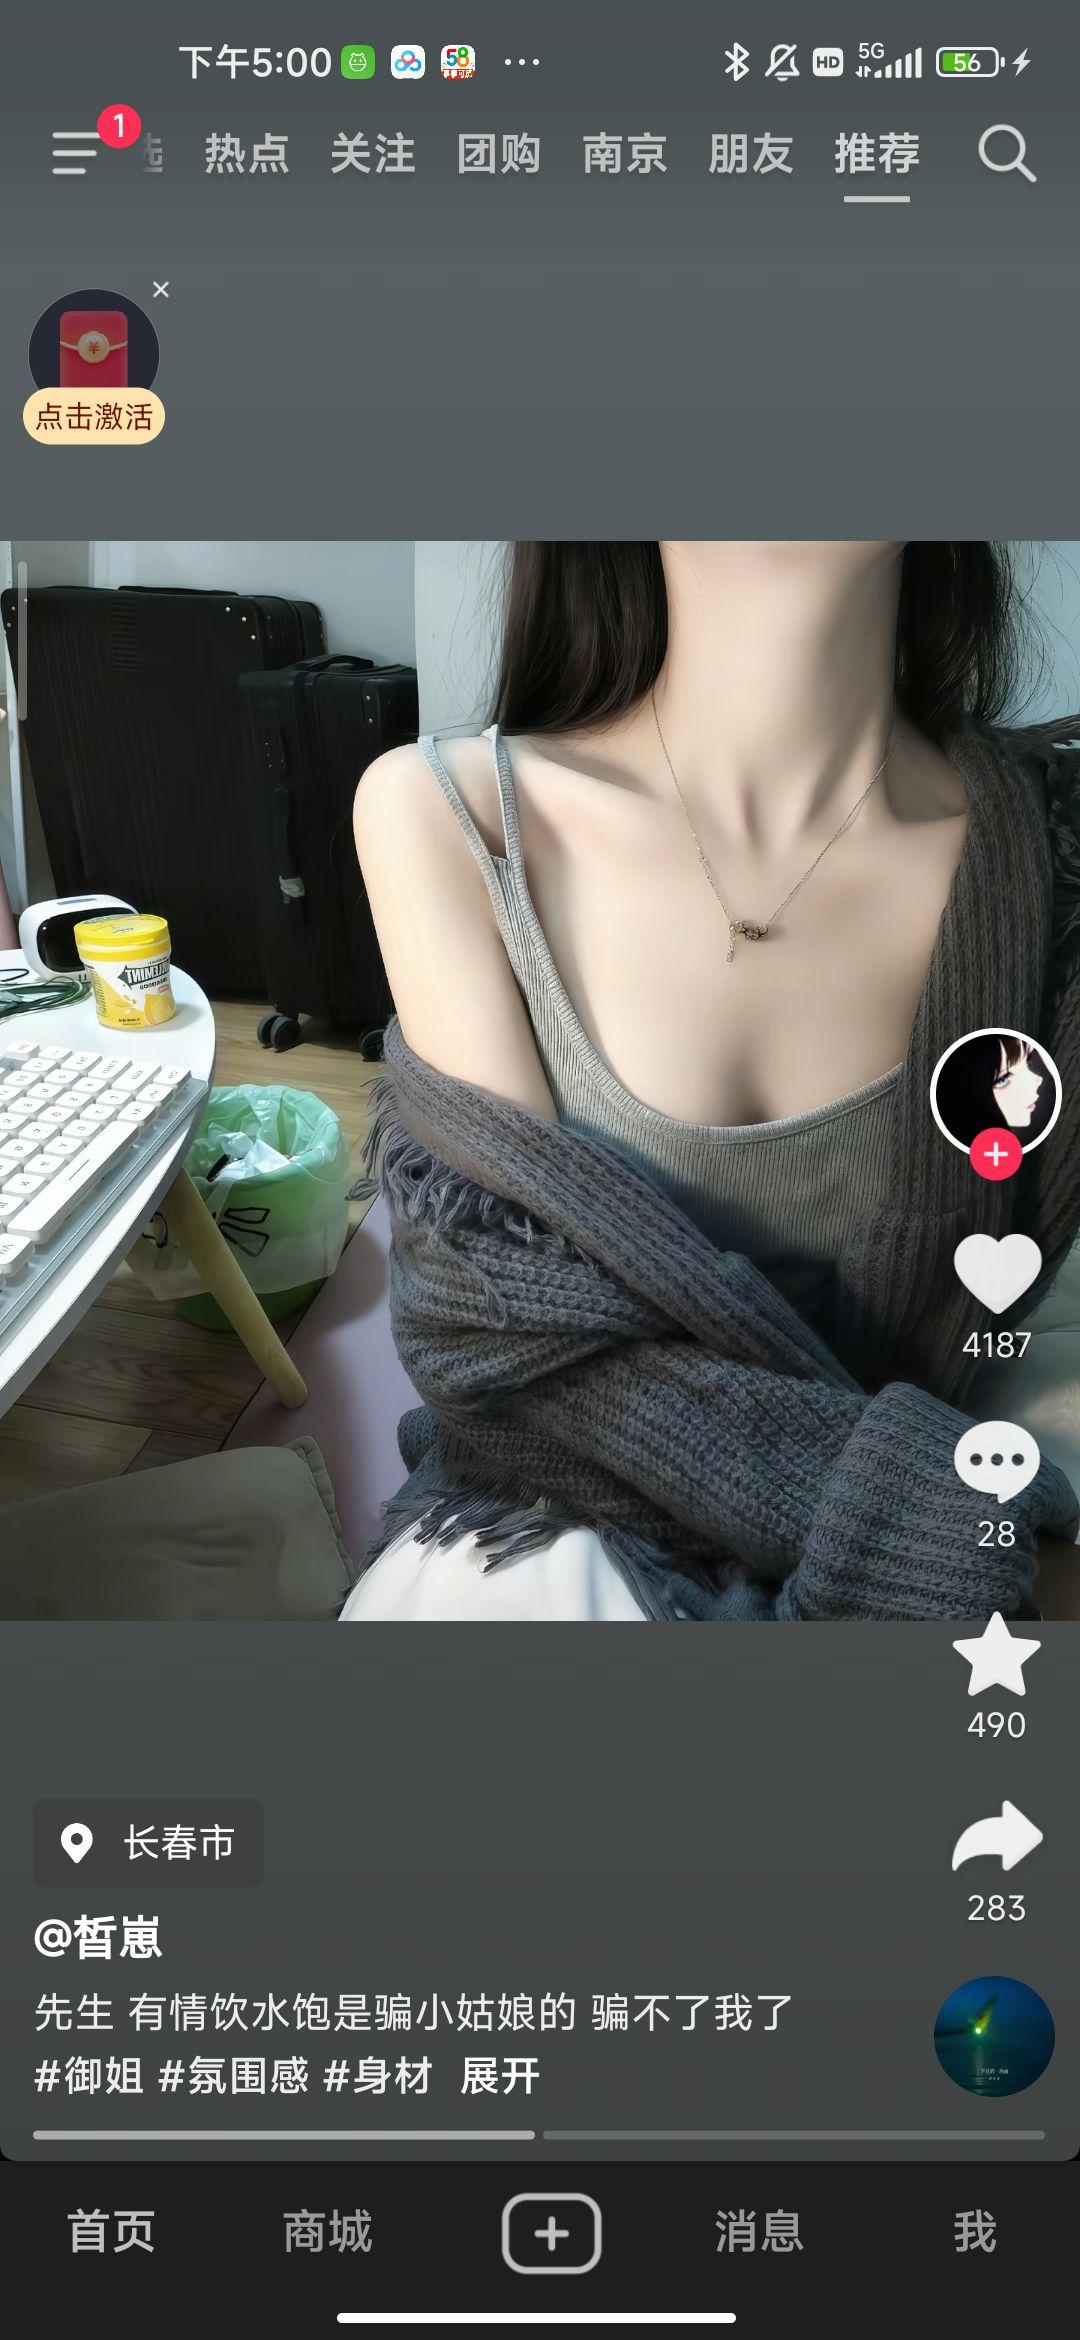 下午5:00
HD 5G 56
1
热点 关注 团购 南京 朋友 推荐
点击激活
4187
28
490
283
长春市
@皙崽
先生 有情饮水饱是骗小姑娘的 骗不了我了
#御姐 #氛围感 #身材 展开
首页 商城 消息 我